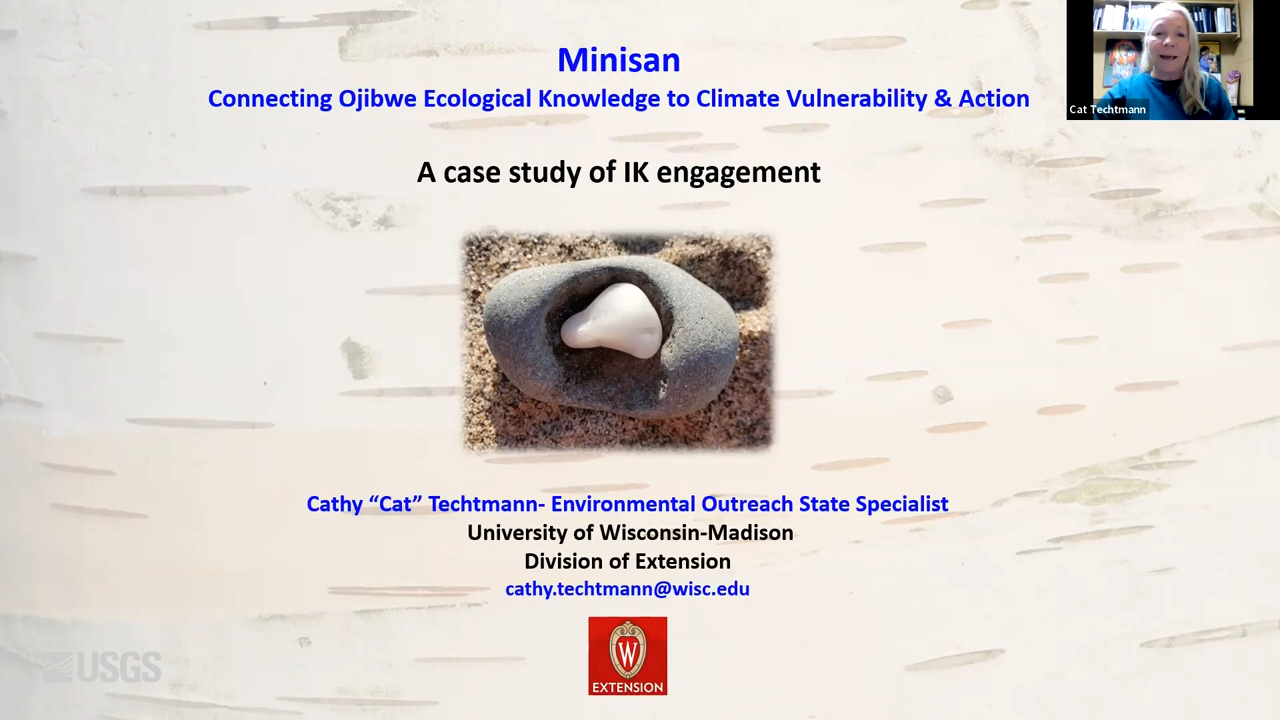 Minisan
Connecting Ojibwe Ecological Knowledge to Climate Vulnerability & Action
Cat Techtmann
A case study of IK engagement
Cathy “Cat” Techtmann- Environmental Outreach State Specialist
University of Wisconsin-Madison
Division of Extension
cathy.techtmann@wisc.edu
W
EXTENSION
USGS